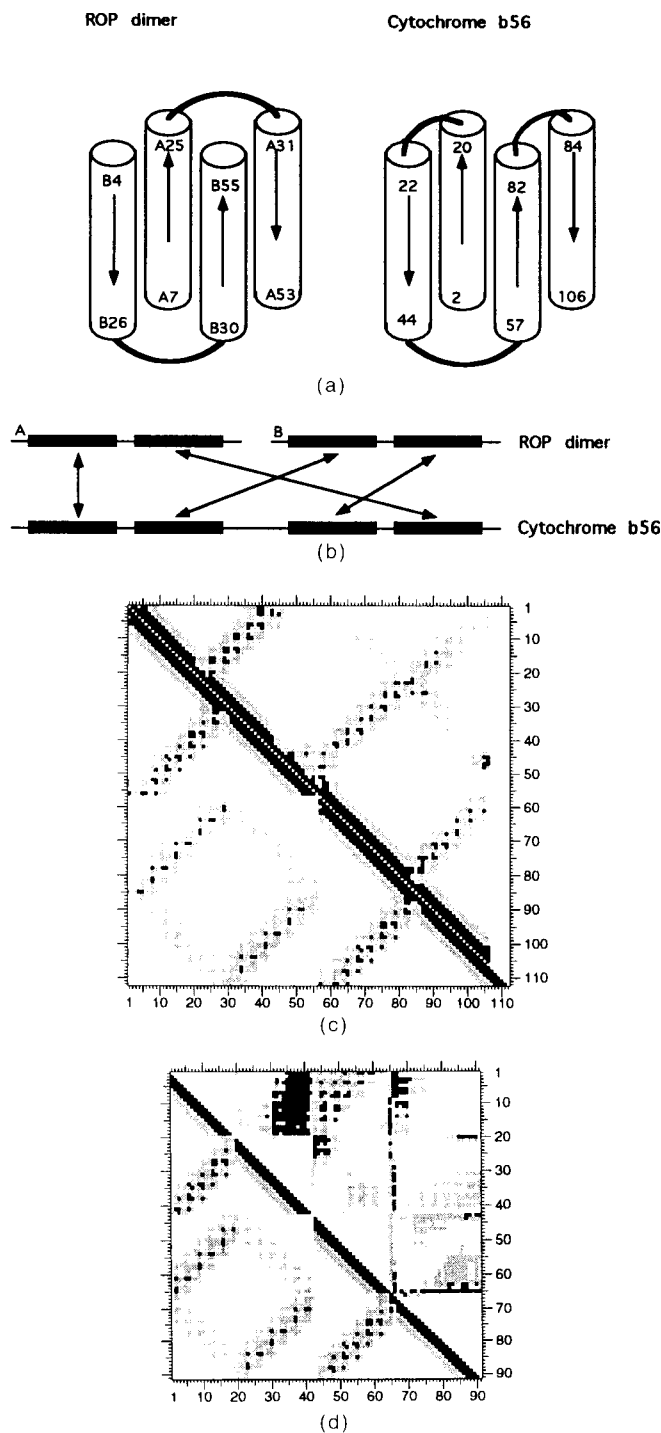 ROP dimer Cytochrome b56
A25 A31 20 84
B4 B55 22 82
A7 A53 2 106
B26 B30 44 57
(a)
A B ROP dimer
Cytochrome b56
(b)
1
10
20
30
40
50
60
70
80
90
100
110
1 10 20 30 40 50 60 70 80 90 100 110
(c)
1
10
20
30
40
50
60
70
80
90
1 10 20 30 40 50 60 70 80 90
(d)